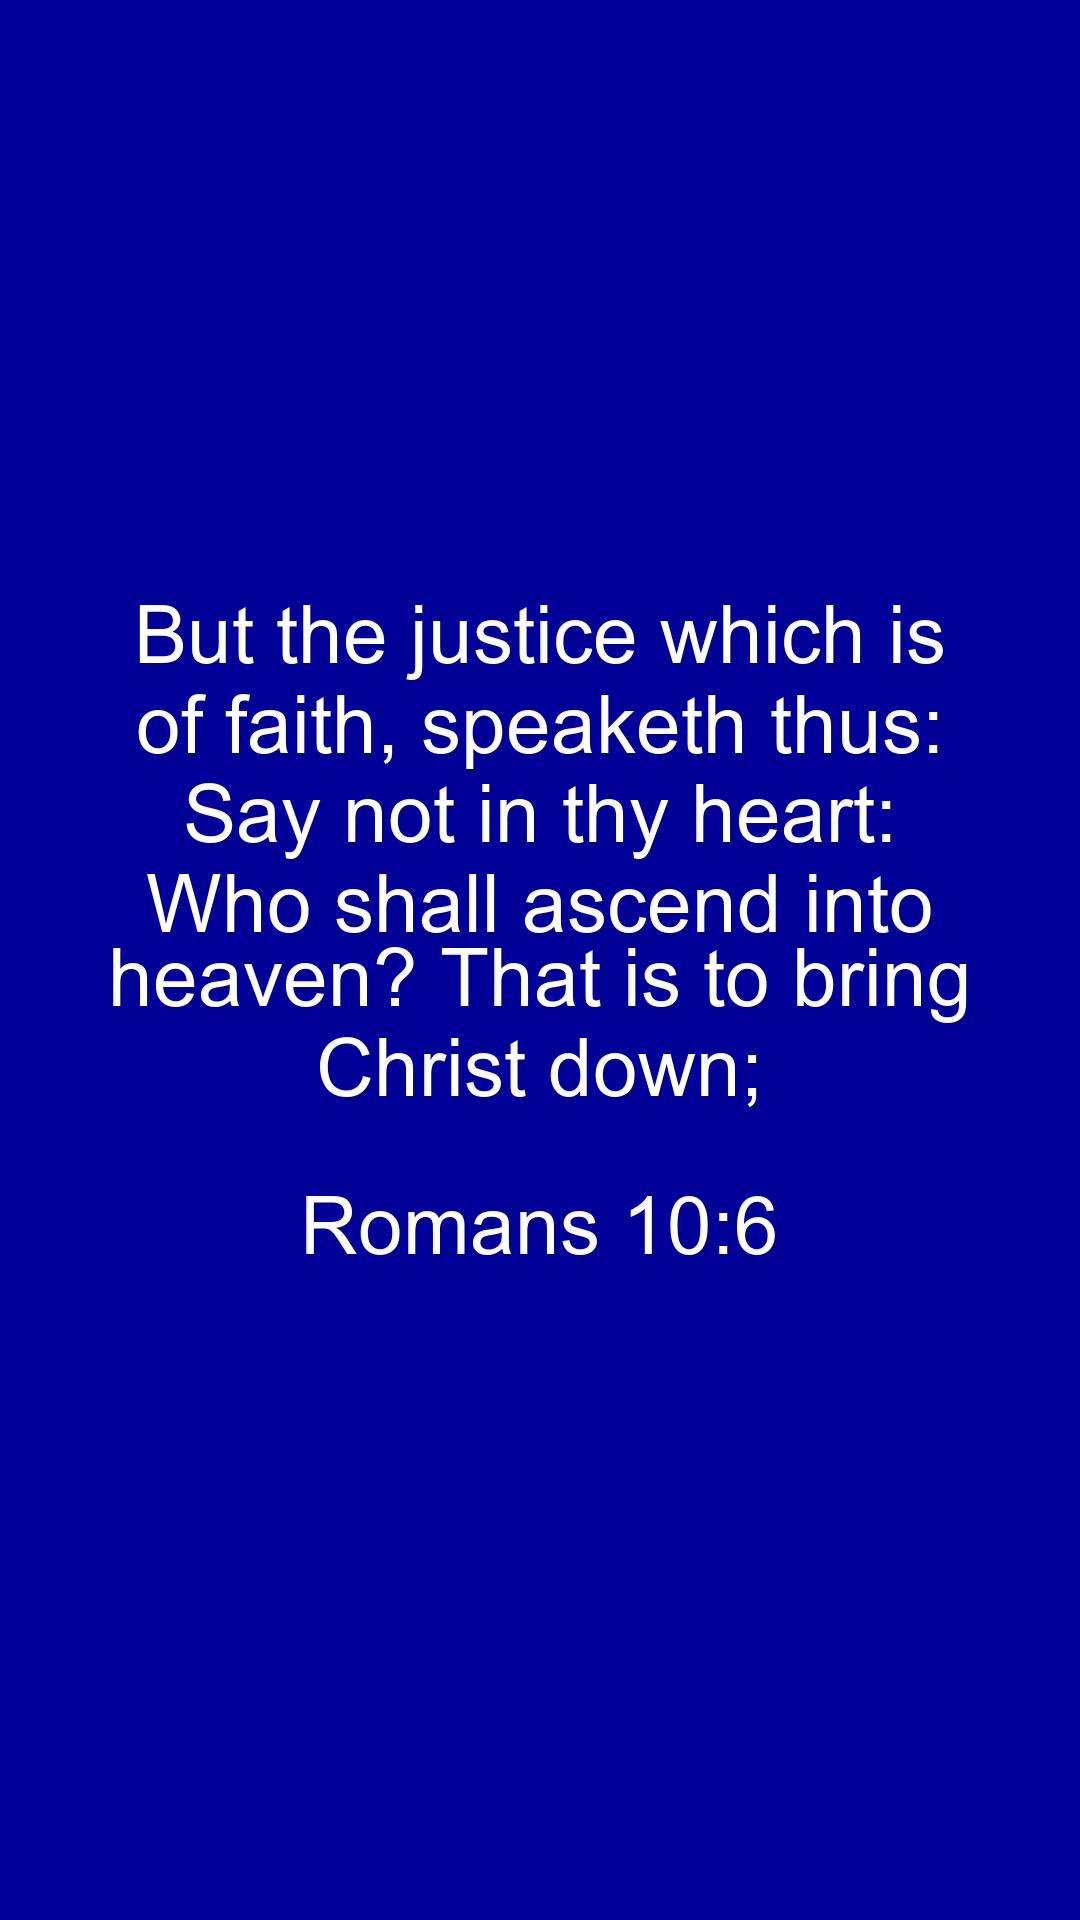 But the justice which is
of faith, speaketh thus:
Say not in thy heart:
Who shall ascend into
heaven? That is to bring
Christ down;
Romans 10:6